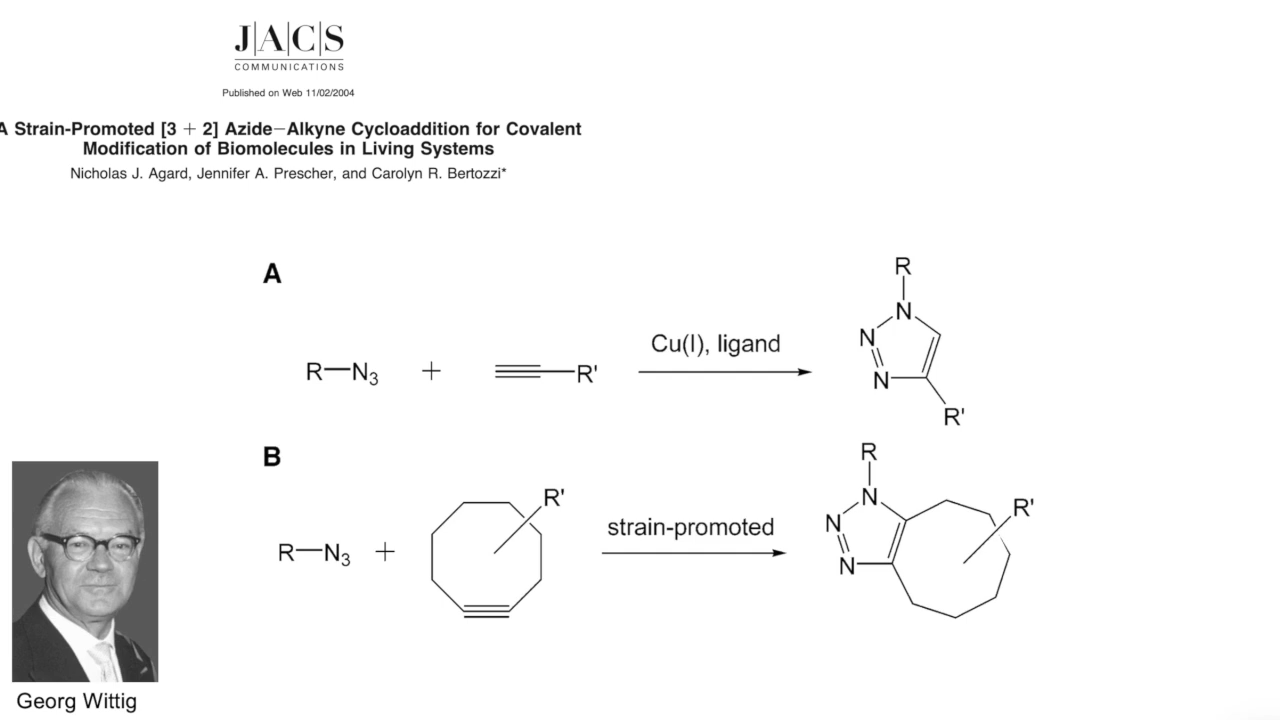 J|A|C|S
COMMUNICATIONS
Published on Web 11/02/2004
A Strain-Promoted [3 + 2] Azide−Alkyne Cycloaddition for Covalent
Modification of Biomolecules in Living Systems
Nicholas J. Agard, Jennifer A. Prescher, and Carolyn R. Bertozzi*
A
R—N3 + R' Cu(I), ligand R N N N R'
B
R—N3 + R' strain-promoted R N N N R'
Georg Wittig